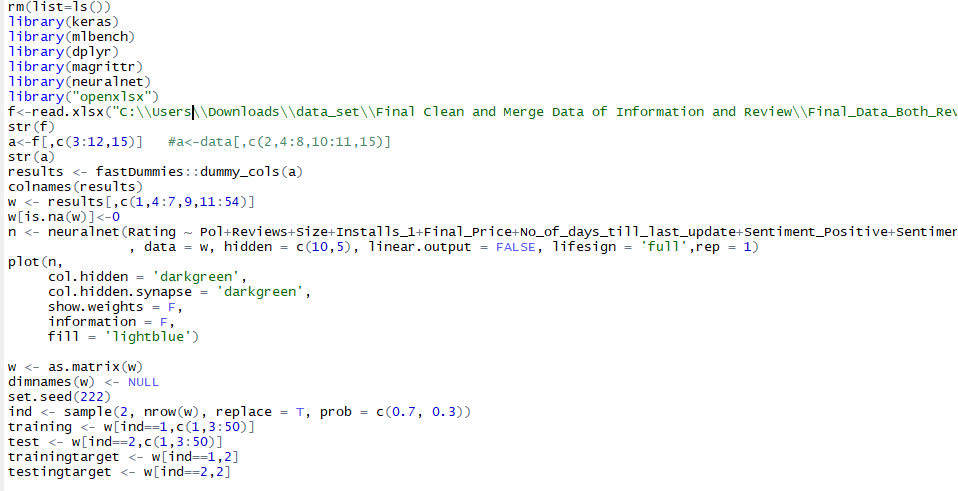 rm(list=ls())
library(keras)
library(mlbench)
library(dplyr)
library(magrittr)
library(neuralnet)
library("openxlsx")
f<-read.xlsx("C:\\Users\\Downloads\\data_set\\Final Clean and Merge Data of Information and Review\\Final_Data_Both_Rev
str(f)
a<-f[,c(3:12,15)]   #a<-data[,c(2,4:8,10:11,15)]
str(a)
results <- fastDummies::dummy_cols(a)
colnames(results)
w <- results[,c(1,4:7,9,11:54)]
w[is.na(w)]<-0
n <- neuralnet(Rating ~ Pol+Reviews+Size+Installs_1+Final_Price+No_of_days_till_last_update+Sentiment_Positive+Sentimen
               , data = w, hidden = c(10,5), linear.output = FALSE, lifesign = 'full',rep = 1)
plot(n,
     col.hidden = 'darkgreen',
     col.hidden.synapse = 'darkgreen',
     show.weights = F,
     information = F,
     fill = 'lightblue')
w <- as.matrix(w)
dimnames(w) <- NULL
set.seed(222)
ind <- sample(2, nrow(w), replace = T, prob = c(0.7, 0.3))
training <- w[ind==1,c(1,3:50)]
test <- w[ind==2,c(1,3:50)]
trainingtarget <- w[ind==1,2]
testingtarget <- w[ind==2,2]